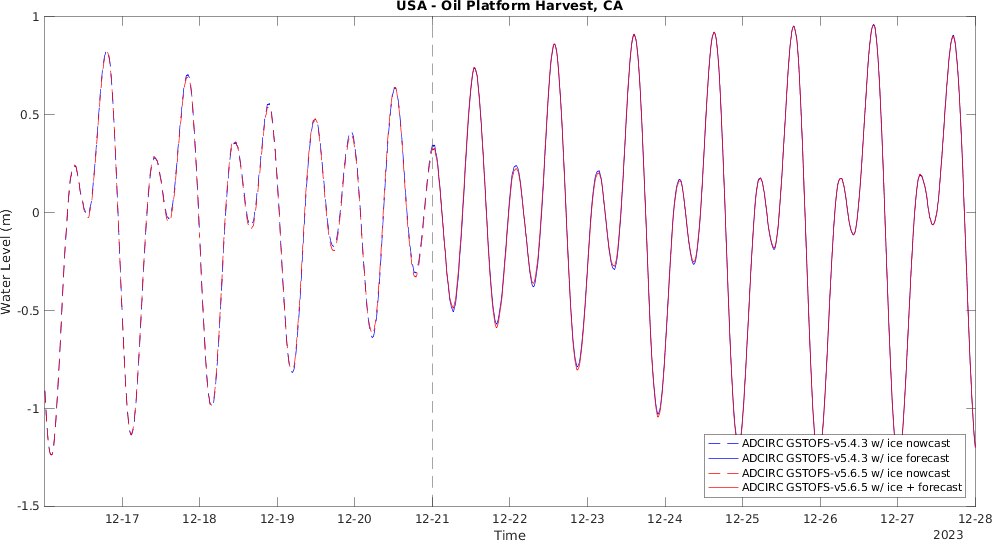 USA - Oil Platform Harvest, CA
Water Level (m)
1
0.5
0
-0.5
-1
-1.5
ADCIRC GSTOFS-v5.4.3 w/ ice nowcast
ADCIRC GSTOFS-v5.4.3 w/ ice forecast
ADCIRC GSTOFS-v5.6.5 w/ ice nowcast
ADCIRC GSTOFS-v5.6.5 w/ ice + forecast
12-17 12-18 12-19 12-20 12-21 12-22 12-23 12-24 12-25 12-26 12-27 12-28
Time
2023